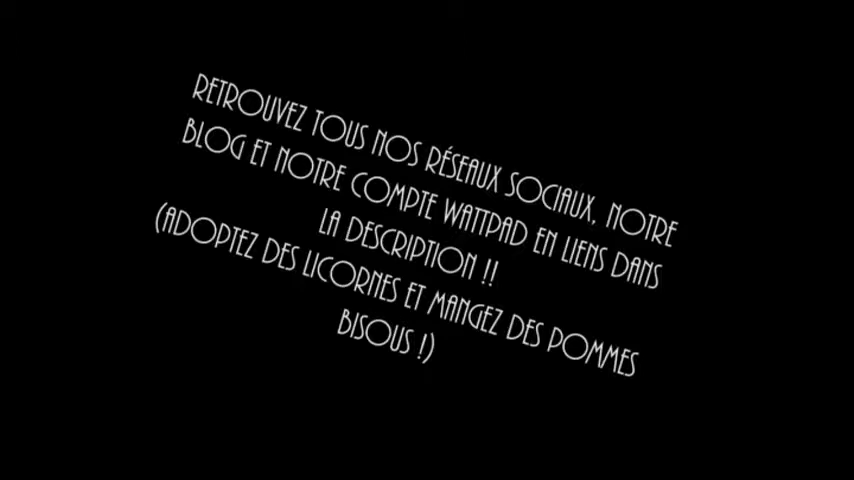 RETROUVEZ TOUS NOS RÉSEAUX SOCIAUX, NOTRE
BLOG ET NOTRE COMPTE WATTPAD EN LIENS DANS
LA DESCRIPTION !!
(ADOPTEZ DES LICORNES ET MANGEZ DES POMMES
BISOUS !)